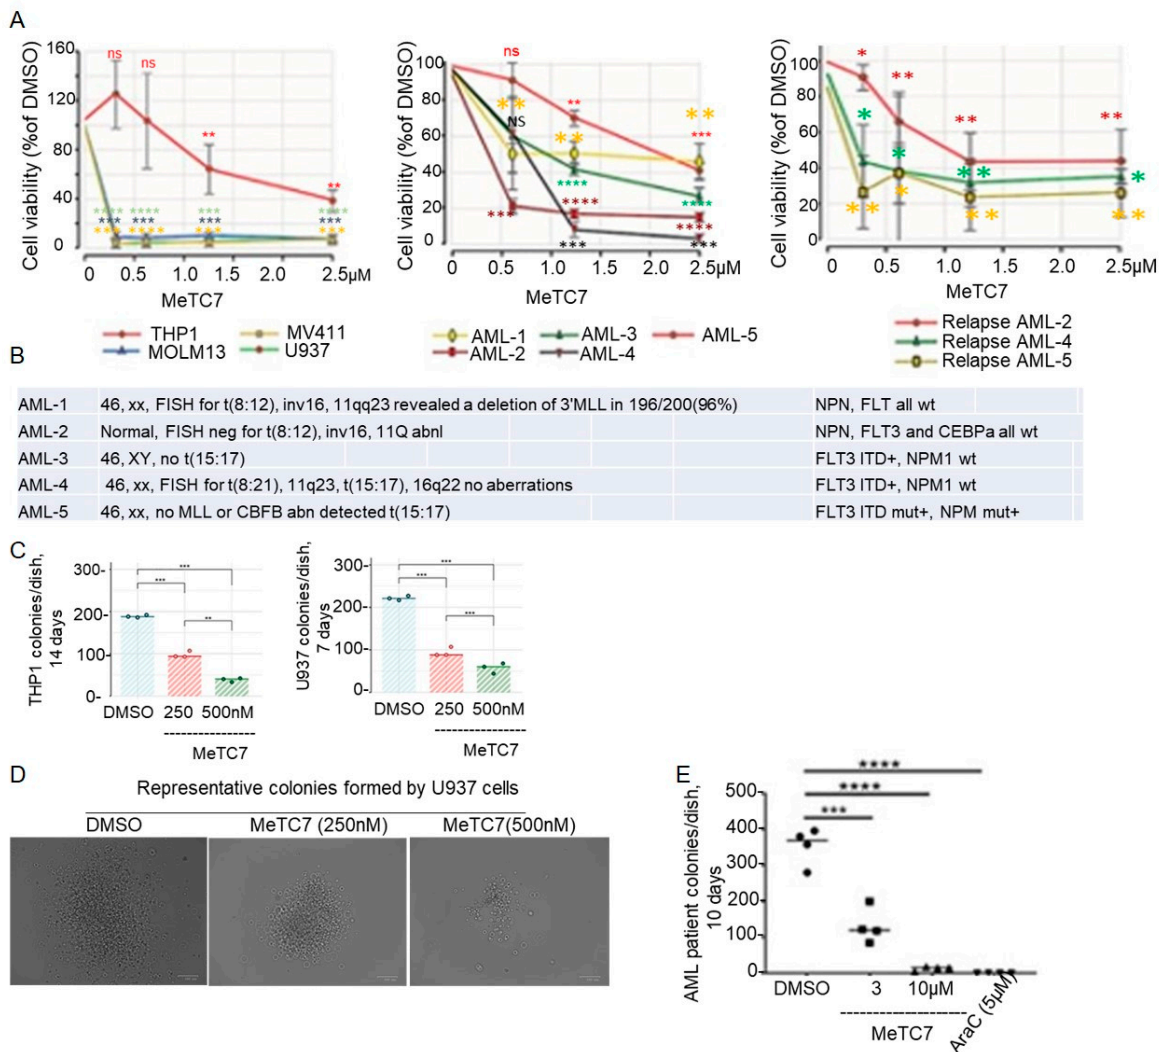 A
Cell viability (%of DMSO)
160
120
80
40
0
ns
ns
**
**
****
****
****
****
***
***
***
***
***
***
***
***
0 0.5 1.0 1.5 2.5µM
MeTC7
THP1
MV411
MOLM13
U937
Cell viability (%of DMSO)
100
80
60
40
20
0
ns
**
***
**
**
**
NS
****
****
***
****
****
***
***
0 0.5 1.0 1.5 2.0 2.5µM
MeTC7
AML-1
AML-3
AML-5
AML-2
AML-4
Cell viability (%of DMSO)
100
80
60
40
20
0
*
**
**
**
*
*
**
*
**
*
**
**
0 0.5 1.0 1.5 2.0 2.5µM
MeTC7
Relapse AML-2
Relapse AML-4
Relapse AML-5
B
AML-1 46, xx, FISH for t(8:12), inv16, 11qq23 revealed a deletion of 3'MLL in 196/200(96%) NPN, FLT all wt
AML-2 Normal, FISH neg for t(8:12), inv16, 11Q abnl NPN, FLT3 and CEBPa all wt
AML-3 46, XY, no t(15:17) FLT3 ITD+, NPM1 wt
AML-4 46, xx, FISH for t(8:21), 11q23, t(15:17), 16q22 no aberrations FLT3 ITD+, NPM1 wt
AML-5 46, xx, no MLL or CBFB abn detected t(15:17) FLT3 ITD mut+, NPM mut+
C
THP1 colonies/dish,
14 days
300-
200-
100-
0-
***
***
**
DMSO 250 500nM
MeTC7
U937 colonies/dish,
7 days
300-
200-
100-
0-
***
***
***
DMSO 250 500nM
MeTC7
D
Representative colonies formed by U937 cells
DMSO MeTC7 (250nM) MeTC7(500nM)
E
AML patient colonies/dish,
10 days
500
400
300
200
100
0
****
****
***
DMSO 3 10µM AraC (5µM)
MeTC7